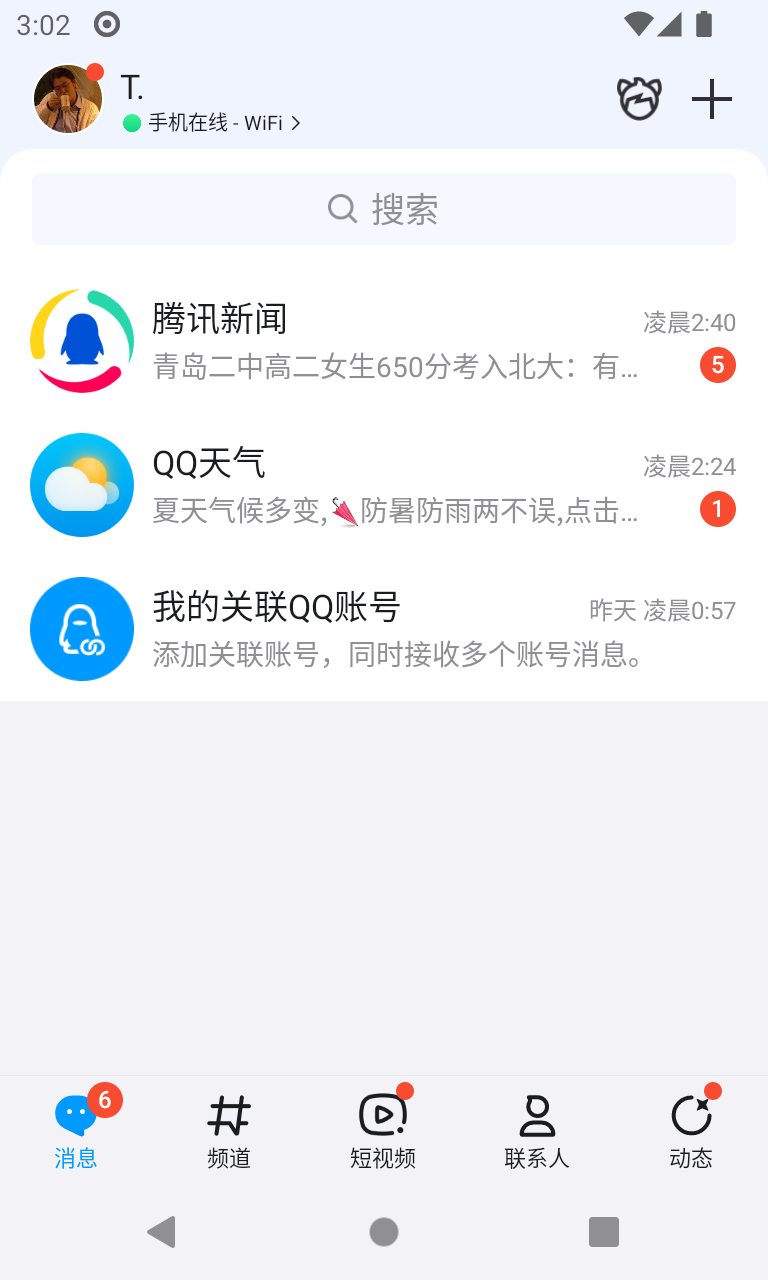 3:02
T.
手机在线 - WiFi
搜索
腾讯新闻
凌晨2:40
青岛二中高二女生650分考入北大：有...
5
QQ天气
凌晨2:24
夏天气候多变,🌂防暑防雨两不误,点击...
1
我的关联QQ账号
昨天 凌晨0:57
添加关联账号，同时接收多个账号消息。
6
消息
频道
短视频
联系人
动态